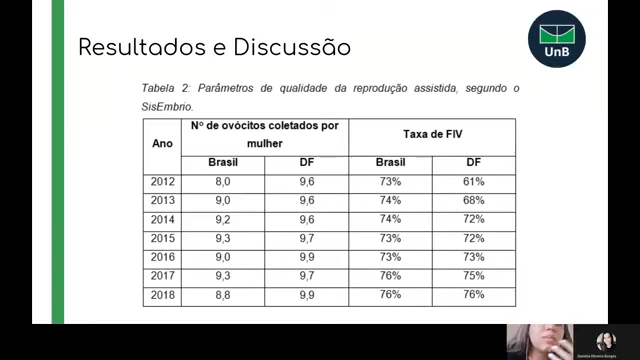 Resultados e Discussão
UnB
Tabela 2: Parâmetros de qualidade da reprodução assistida, segundo o
SisEmbrio.
Ano
Nº de ovócitos coletados por
mulher
Taxa de FIV
Brasil DF Brasil DF
2012 8,0 9,6 73% 61%
2013 9,0 9,6 74% 68%
2014 9,2 9,6 74% 72%
2015 9,3 9,7 73% 72%
2016 9,0 9,9 73% 73%
2017 9,3 9,7 76% 75%
2018 8,8 9,9 76% 76%